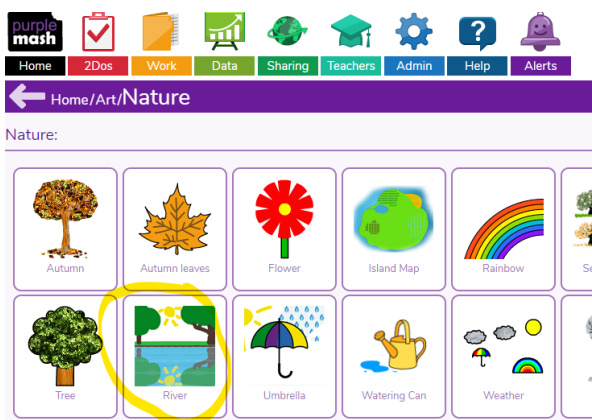 purple
mash
Home 2Dos Work Data Sharing Teachers Admin Help Alerts
Home/Art/Nature
Nature:
Autumn Autumn leaves Flower Island Map Rainbow
Tree River Umbrella Watering Can Weather